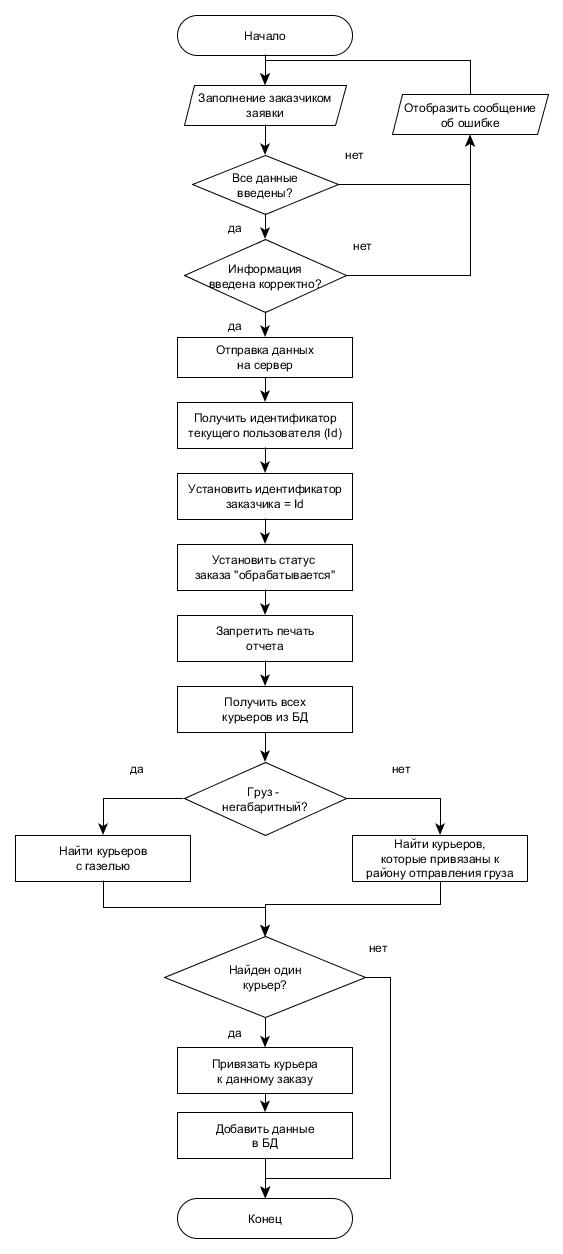 Начало
Заполнение заказчиком
заявки
Отобразить сообщение
об ошибке
нет
Все данные
введены?
да
нет
Информация
введена корректно?
да
Отправка данных
на сервер
Получить идентификатор
текущего пользователя (Id)
Установить идентификатор
заказчика = Id
Установить статус
заказа "обрабатывается"
Запретить печать
отчета
Получить всех
курьеров из БД
да
нет
Груз -
негабаритный?
Найти курьеров
с газелью
Найти курьеров,
которые привязаны к
району отправления груза
нет
Найден один
курьер?
да
Привязать курьера
к данному заказу
Добавить данные
в БД
Конец